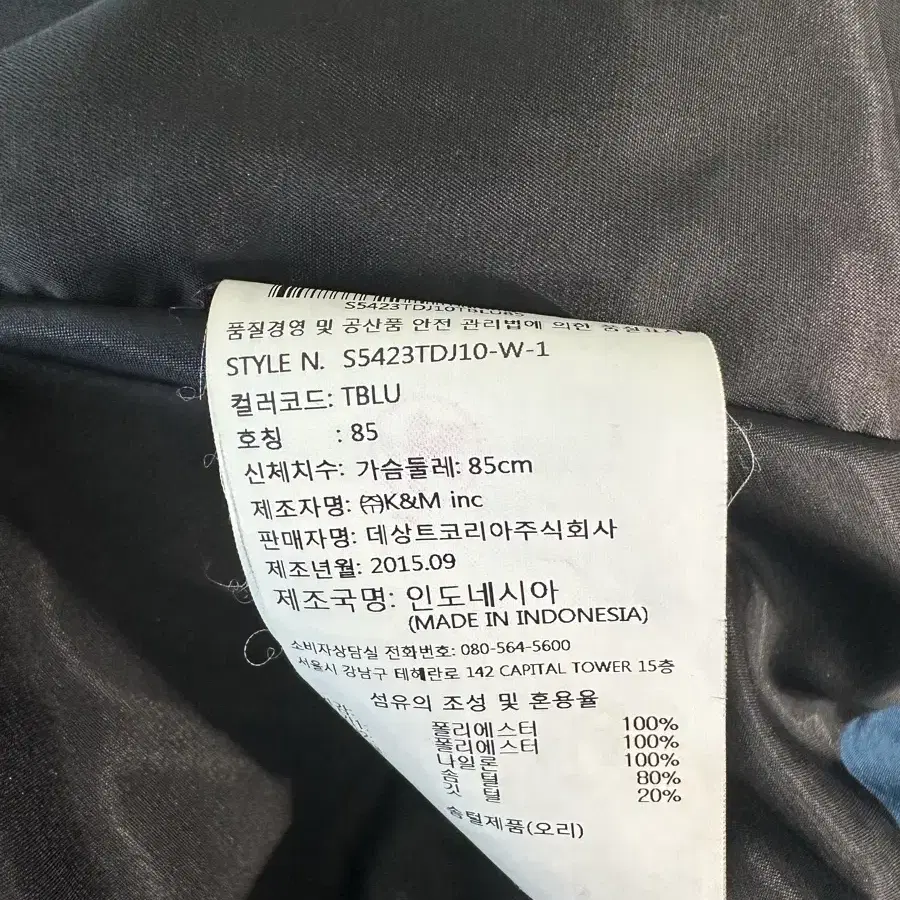 S5423TDJ10TBLU85
품질경영 및 공산품 안전 관리법에 의한 품질표시
STYLE N. S5423TDJ10-W-1
컬러코드: TBLU
호칭 : 85
신체치수: 가슴둘레: 85cm
제조자명: ㈜K&M inc
판매자명: 데상트코리아주식회사
제조년월: 2015.09
제조국명: 인도네시아
(MADE IN INDONESIA)
소비자상담실 전화번호: 080-564-5600
서울시 강남구 테헤란로 142 CAPITAL TOWER 15층
섬유의 조성 및 혼용율
폴리에스터 100%
폴리에스터 100%
나일론 100%
솜 털 80%
깃 털 20%
솜털제품(오리)